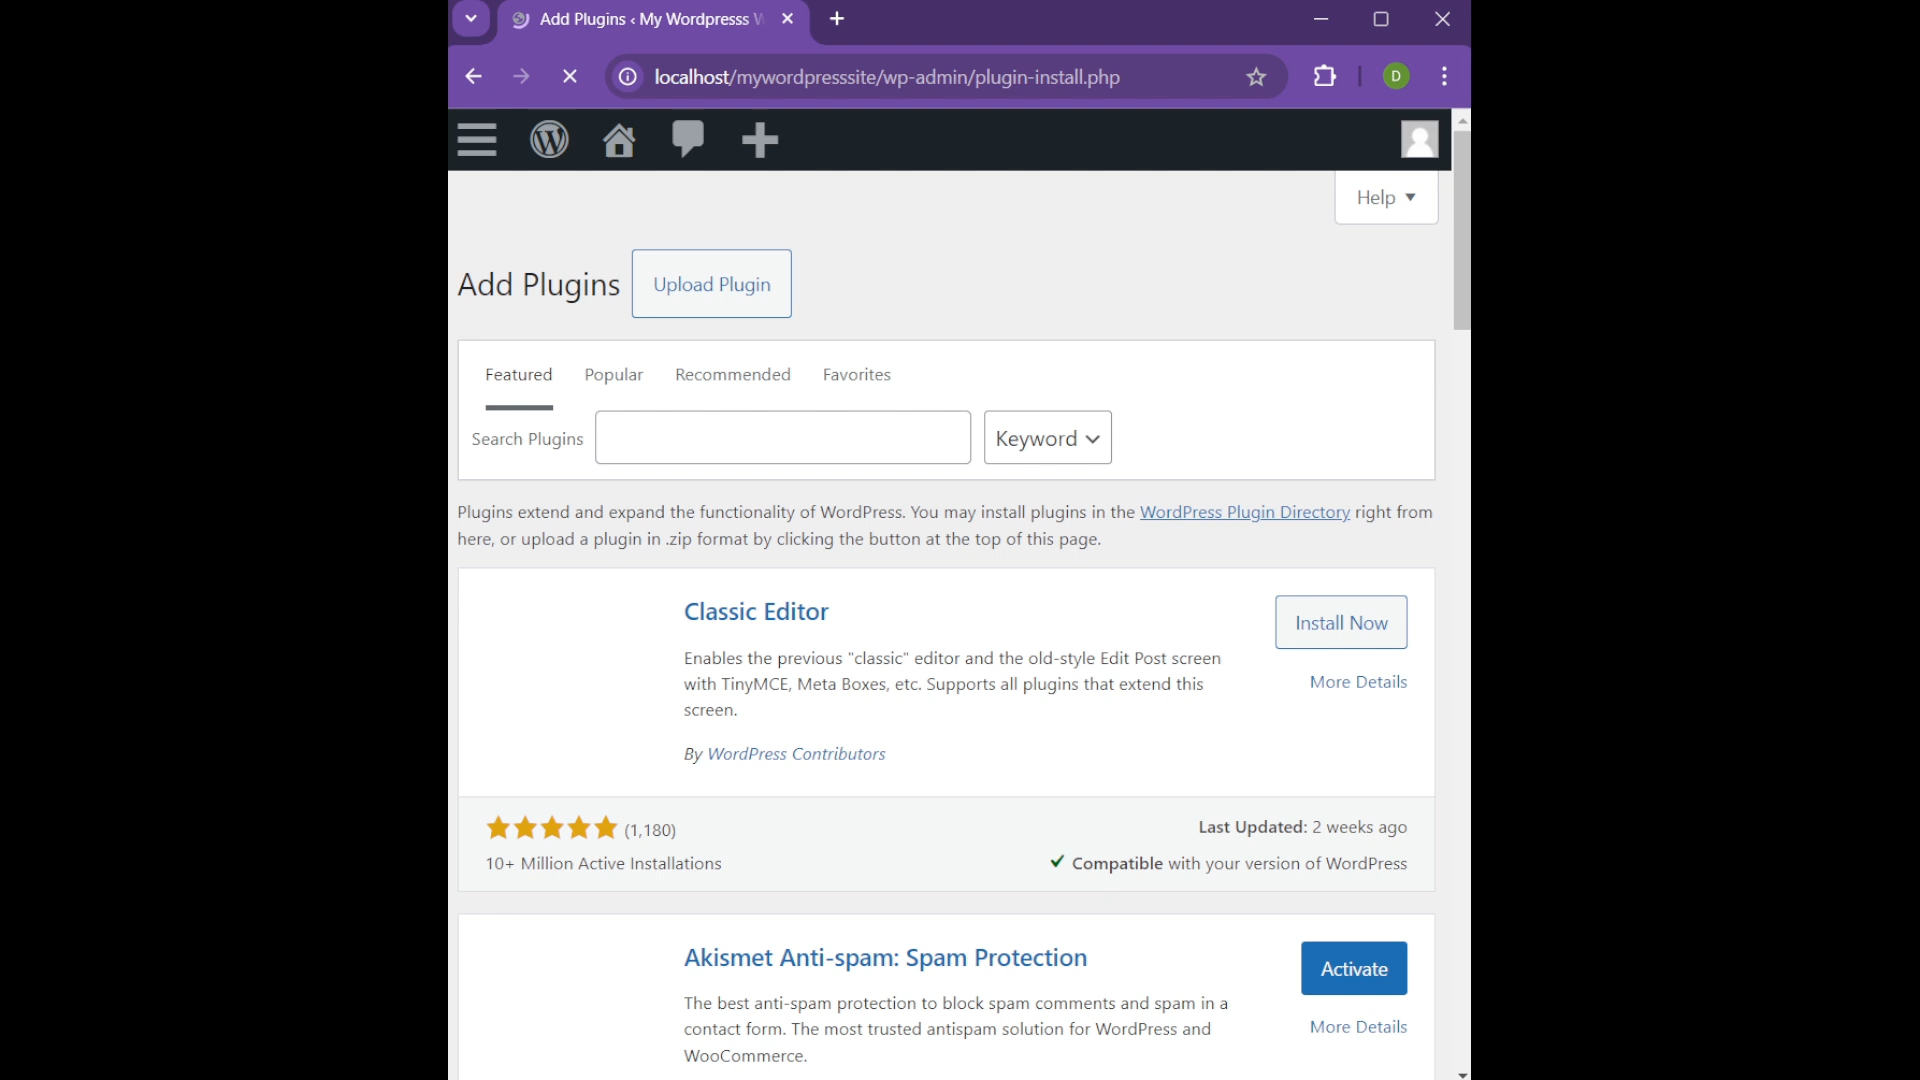 Add Plugins ‹ My Wordpresss W
localhost/mywordpresssite/wp-admin/plugin-install.php
D
Help
Add Plugins
Upload Plugin
Featured Popular Recommended Favorites
Search Plugins
Keyword
Plugins extend and expand the functionality of WordPress. You may install plugins in the WordPress Plugin Directory right from
here, or upload a plugin in .zip format by clicking the button at the top of this page.
Classic Editor
Install Now
Enables the previous "classic" editor and the old-style Edit Post screen
with TinyMCE, Meta Boxes, etc. Supports all plugins that extend this
screen.
More Details
By WordPress Contributors
(1,180)
Last Updated: 2 weeks ago
10+ Million Active Installations
Compatible with your version of WordPress
Akismet Anti-spam: Spam Protection
Activate
The best anti-spam protection to block spam comments and spam in a
contact form. The most trusted antispam solution for WordPress and
WooCommerce.
More Details